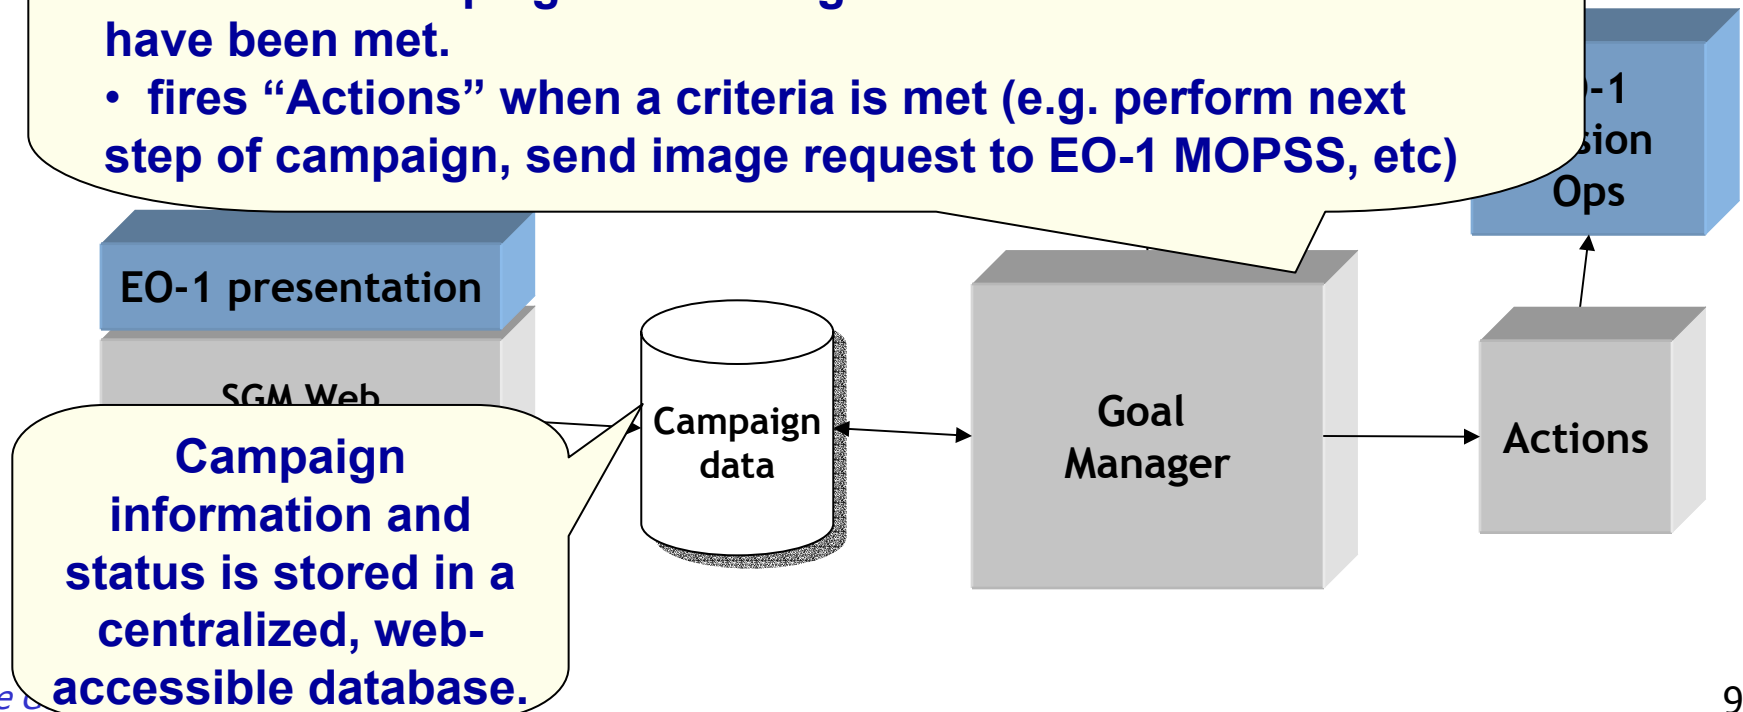 have been met.
• fires “Actions” when a criteria is met (e.g. perform next
step of campaign, send image request to EO-1 MOPSS, etc)
-1
sion
Ops
EO-1 presentation
SGM Web
Campaign
data
Goal
Manager
Actions
Campaign
information and
status is stored in a
centralized, web-
accessible database.
9